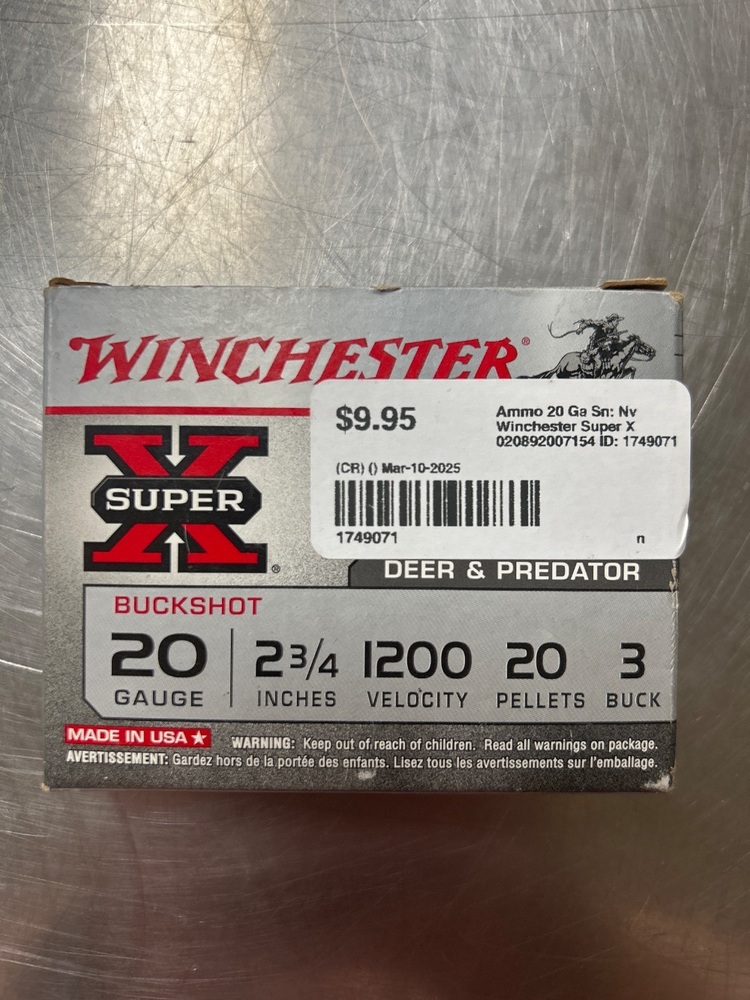 WINCHESTER®
$9.95
Ammo 20 Ga Sn: Nv
Winchester Super X
020892007154 ID: 1749071
(CR) () Mar-10-2025
1749071
n
X
SUPER
®
DEER & PREDATOR
BUCKSHOT
20 2 3/4 1200 20 3
GAUGE INCHES VELOCITY PELLETS BUCK
MADE IN USA
WARNING: Keep out of reach of children. Read all warnings on package.
AVERTISSEMENT: Gardez hors de la portée des enfants. Lisez tous les avertissements sur l'emballage.